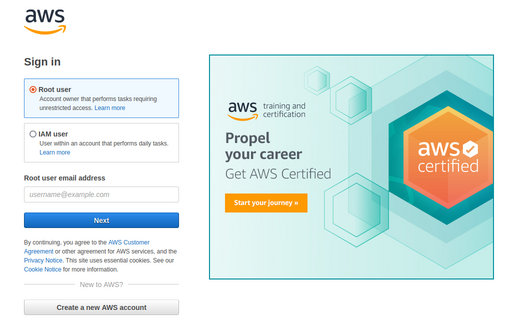 aws
Sign in
Root user
Account owner that performs tasks requiring
unrestricted access. Learn more
IAM user
User within an account that performs daily tasks.
Learn more
Root user email address
username@example.com
Next
By continuing, you agree to the AWS Customer
Agreement or other agreement for AWS services, and the
Privacy Notice. This site uses essential cookies. See our
Cookie Notice for more information.
New to AWS?
Create a new AWS account
aws training and
certification
Propel
your career
Get AWS Certified
Start your journey »
aws
certified